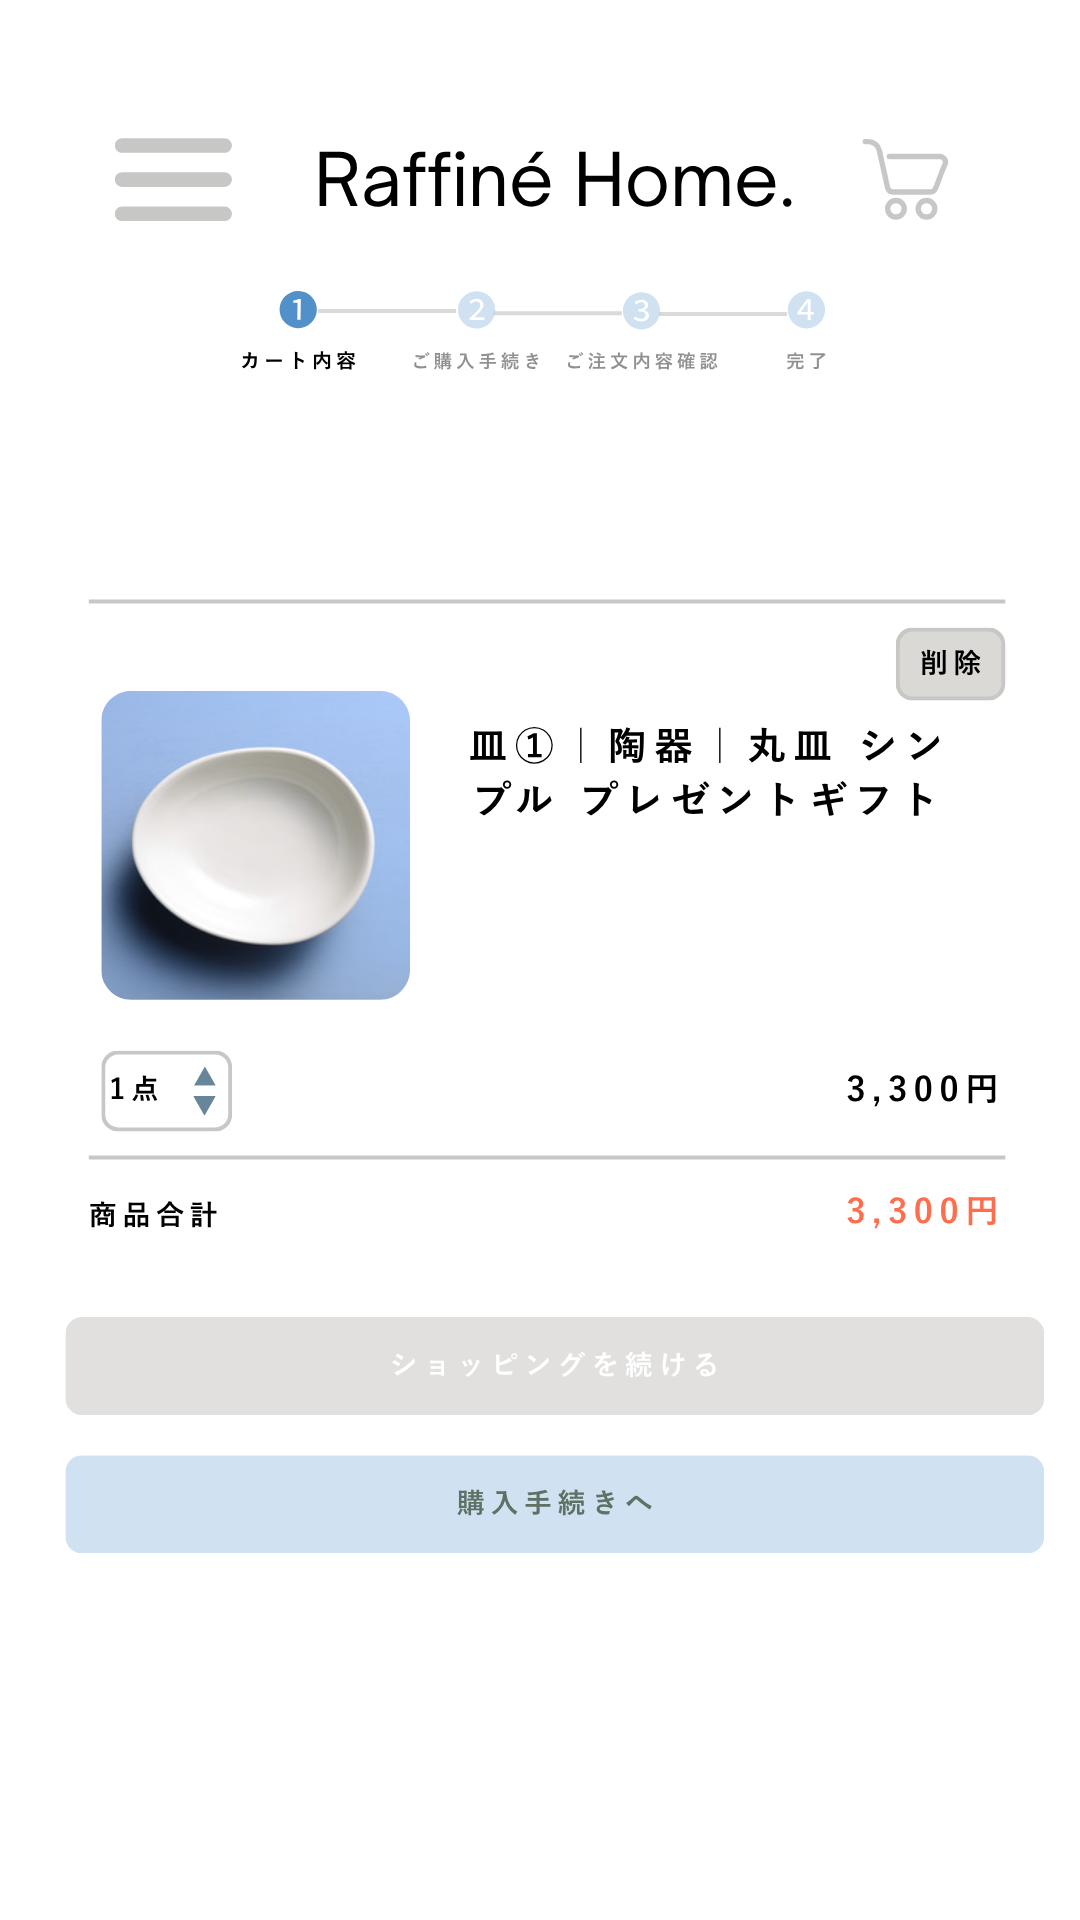 Raffiné Home.
1 2 3 4
カート内容 ご購入手続き ご注文内容確認 完了
削除
皿①｜陶器｜丸皿 シン
プル プレゼントギフト
1点 3,300円
商品合計 3,300円
ショッピングを続ける
購入手続きへ